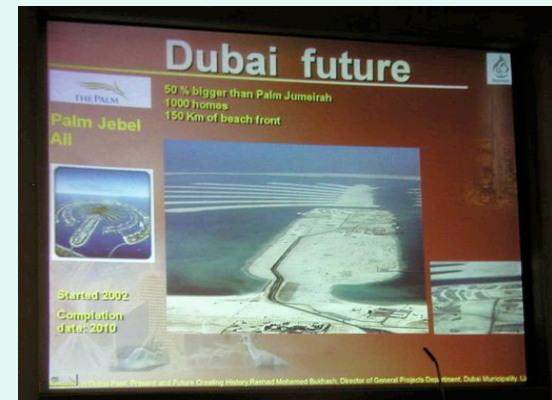 Dubai future
THE PALM
50 % bigger than Palm Jumeirah
1000 homes
150 Km of beach front
Palm Jebel
Ali
Started 2002
Completion
date: 2010
Dubai Past, Present and Future Creating History, Rashad Mohamed Bukhash, Director of General Projects Department, Dubai Municipality.